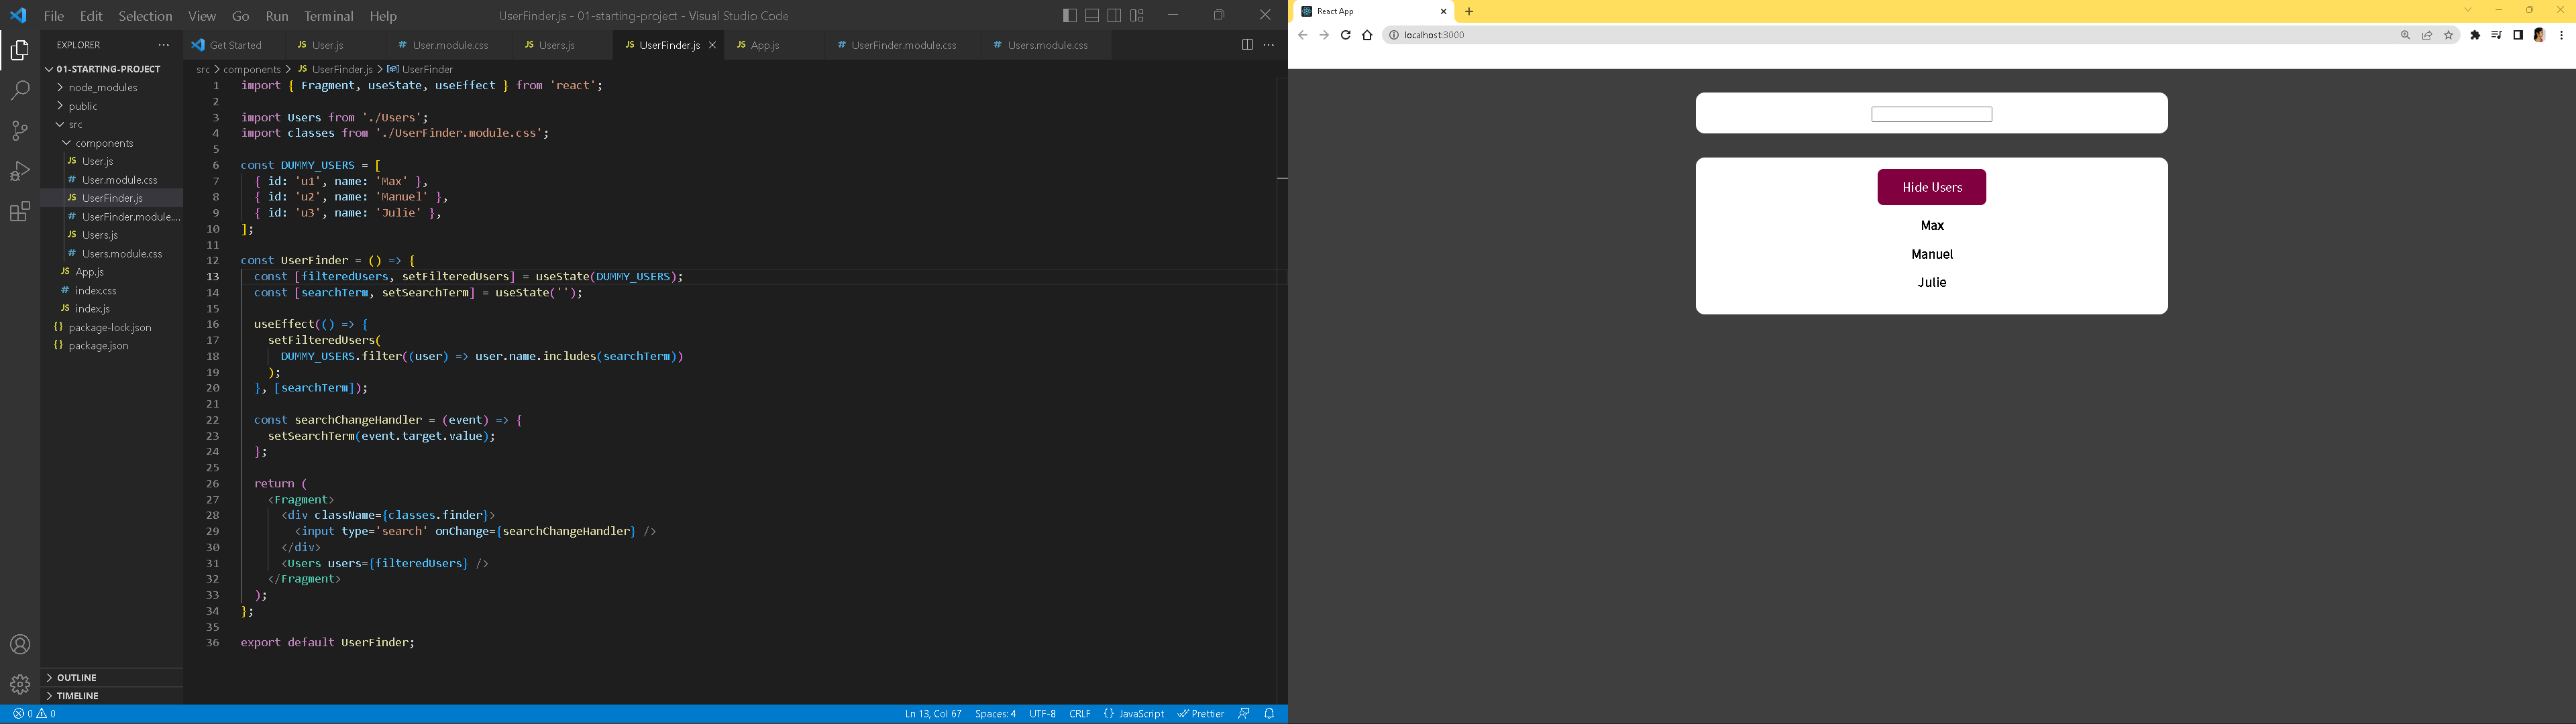 File Edit Selection View Go Run Terminal Help
UserFinder.js - 01-starting-project - Visual Studio Code
EXPLORER
01-STARTING-PROJECT
node_modules
public
src
components
JS User.js
# User.module.css
JS UserFinder.js
# UserFinder.module....
JS Users.js
# Users.module.css
JS App.js
# index.css
JS index.js
{} package-lock.json
{} package.json
OUTLINE
TIMELINE
Get Started JS User.js # User.module.css JS Users.js JS UserFinder.js JS App.js # UserFinder.module.css # Users.module.css
src > components > JS UserFinder.js > UserFinder
1 import { Fragment, useState, useEffect } from 'react';
2
3 import Users from './Users';
4 import classes from './UserFinder.module.css';
5
6 const DUMMY_USERS = [
7 { id: 'u1', name: 'Max' },
8 { id: 'u2', name: 'Manuel' },
9 { id: 'u3', name: 'Julie' },
10 ];
11
12 const UserFinder = () => {
13 const [filteredUsers, setFilteredUsers] = useState(DUMMY_USERS);
14 const [searchTerm, setSearchTerm] = useState('');
15
16 useEffect(() => {
17 setFilteredUsers(
18 DUMMY_USERS.filter((user) => user.name.includes(searchTerm))
19 );
20 }, [searchTerm]);
21
22 const searchChangeHandler = (event) => {
23 setSearchTerm(event.target.value);
24 };
25
26 return (
27 <Fragment>
28 <div className={classes.finder}>
29 <input type='search' onChange={searchChangeHandler} />
30 </div>
31 <Users users={filteredUsers} />
32 </Fragment>
33 );
34 };
35
36 export default UserFinder;
0 0
Ln 13, Col 67 Spaces: 4 UTF-8 CRLF {} JavaScript Prettier
React App
localhost:3000
Hide Users
Max
Manuel
Julie